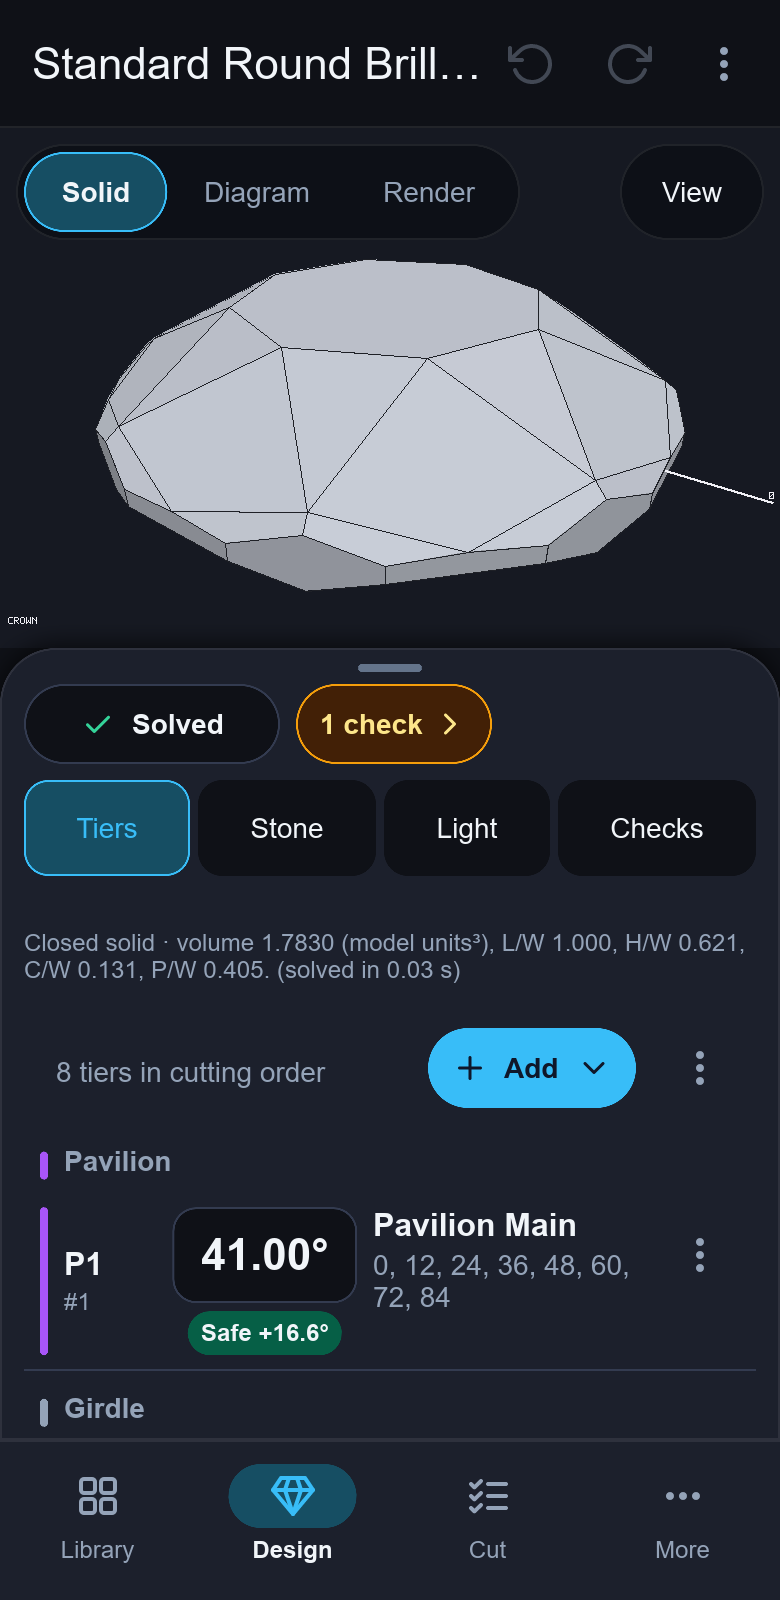 Standard Round Brill…
Solid
Diagram
Render
View
0
CROWN
Solved
1 check
Tiers
Stone
Light
Checks
Closed solid · volume 1.7830 (model units³), L/W 1.000, H/W 0.621,
C/W 0.131, P/W 0.405. (solved in 0.03 s)
8 tiers in cutting order
Add
Pavilion
P1
#1
41.00°
Safe +16.6°
Pavilion Main
0, 12, 24, 36, 48, 60,
72, 84
Girdle
Library
Design
Cut
More